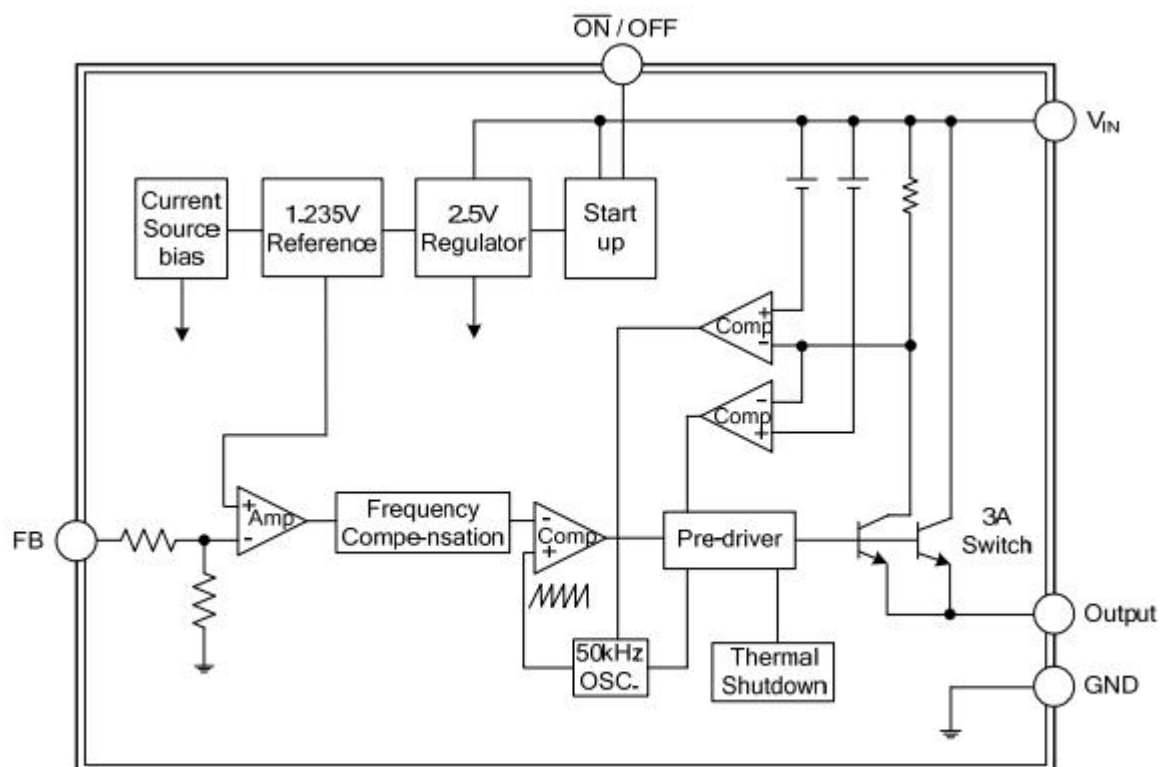 ON / OFF
VIN
Current
Source
bias
1.235V
Reference
2.5V
Regulator
Start
up
+
Comp
-
-
Comp
+
+
Amp
-
Frequency
Compe-nsation
-
Comp
+
Pre-driver
3A
Switch
FB
Output
50kHz
OSC.
Thermal
Shutdown
GND